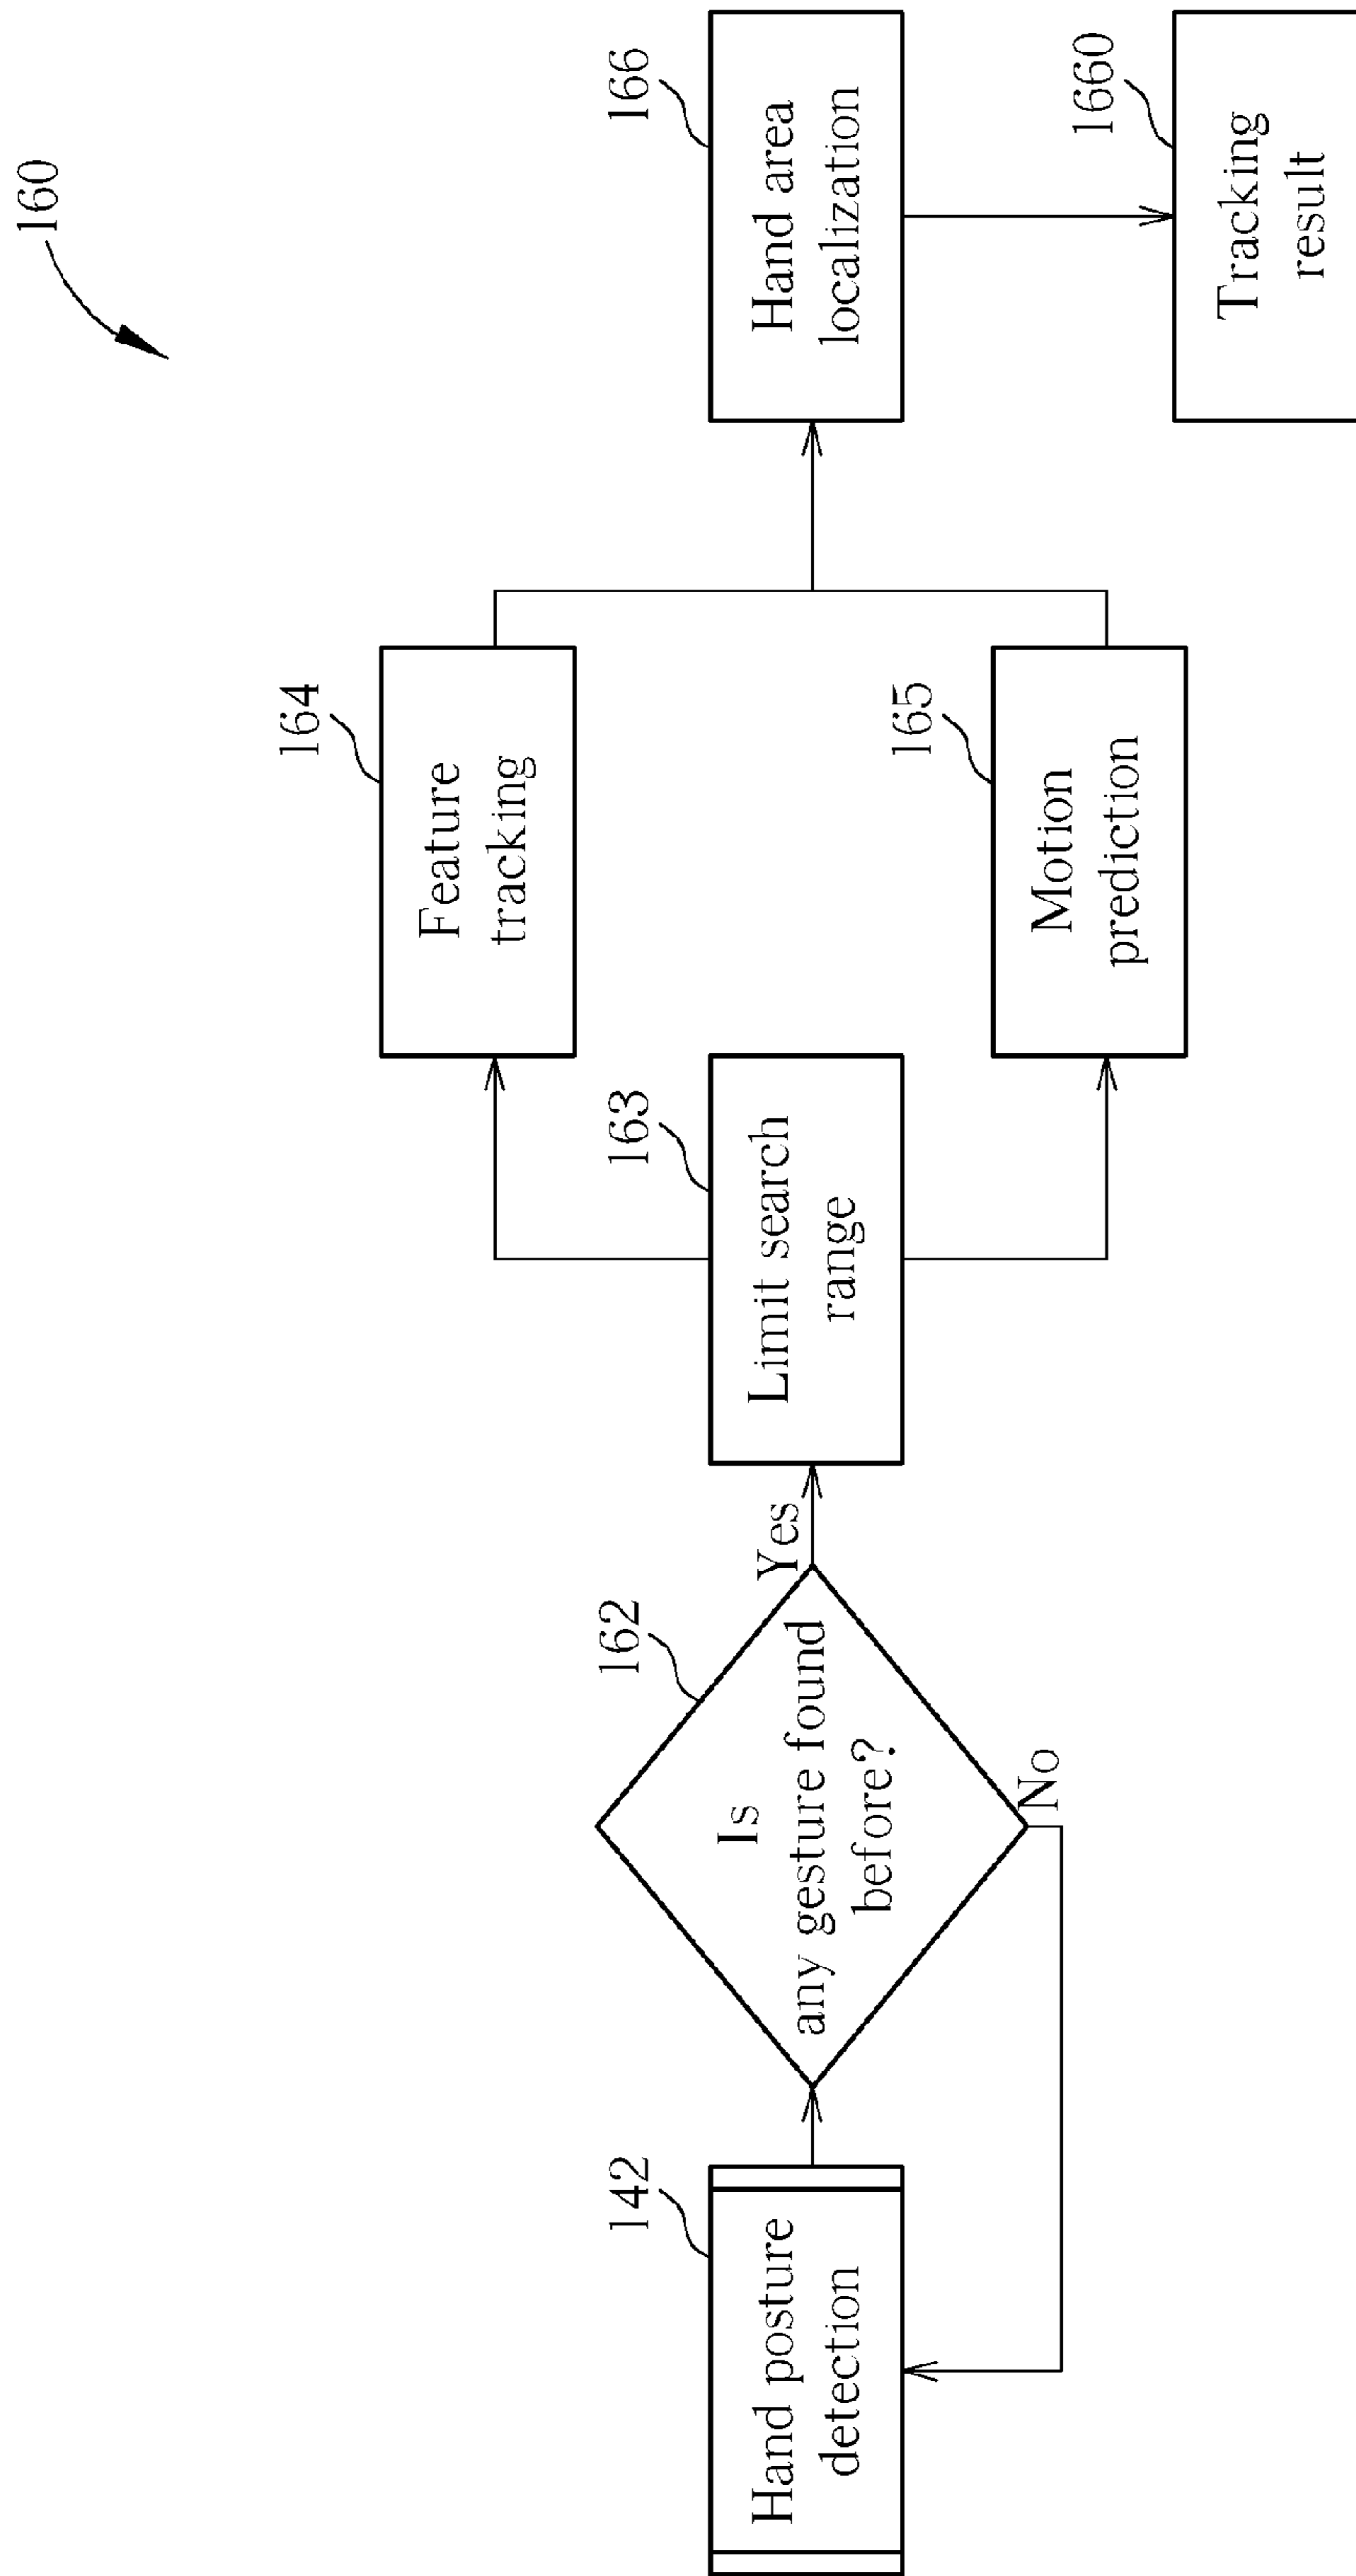 160
142
Hand posture
detection
162
Is
any gesture found
before?
Yes
No
163
Limit search
range
164
Feature
tracking
165
Motion
prediction
166
Hand area
localization
1660
Tracking
result